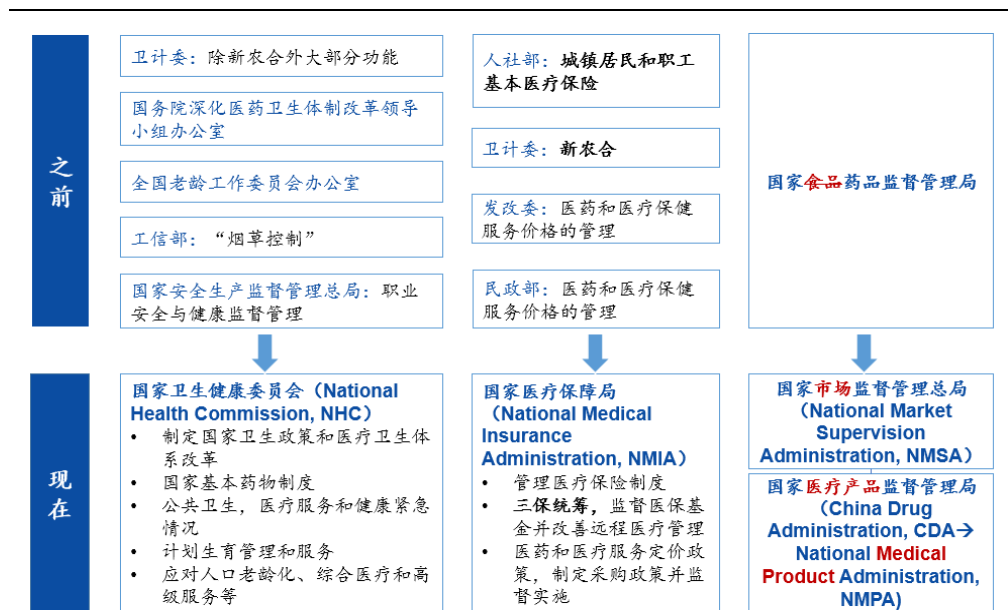 之前
卫计委：除新农合外大部分功能
国务院深化医药卫生体制改革领导
小组办公室
全国老龄工作委员会办公室
工信部：“烟草控制”
国家安全生产监督管理总局：职业
安全与健康监督管理
人社部：城镇居民和职工
基本医疗保险
卫计委：新农合
发改委：医药和医疗保健
服务价格的管理
民政部：医药和医疗保健
服务价格的管理
国家食品药品监督管理局
现在
国家卫生健康委员会（National
Health Commission, NHC）
• 制定国家卫生政策和医疗卫生体
系改革
• 国家基本药物制度
• 公共卫生，医疗服务和健康紧急
情况
• 计划生育管理和服务
• 应对人口老龄化、综合医疗和高
级服务等
国家医疗保障局
（National Medical
Insurance
Administration, NMIA）
• 管理医疗保险制度
• 三保统筹，监督医保基
金并改善远程医疗管理
• 医药和医疗服务定价政
策，制定采购政策并监
督实施
国家市场监督管理总局
（National Market
Supervision
Administration, NMSA）
国家医疗产品监督管理局
（China Drug
Administration, CDA→
National Medical
Product Administration,
NMPA)